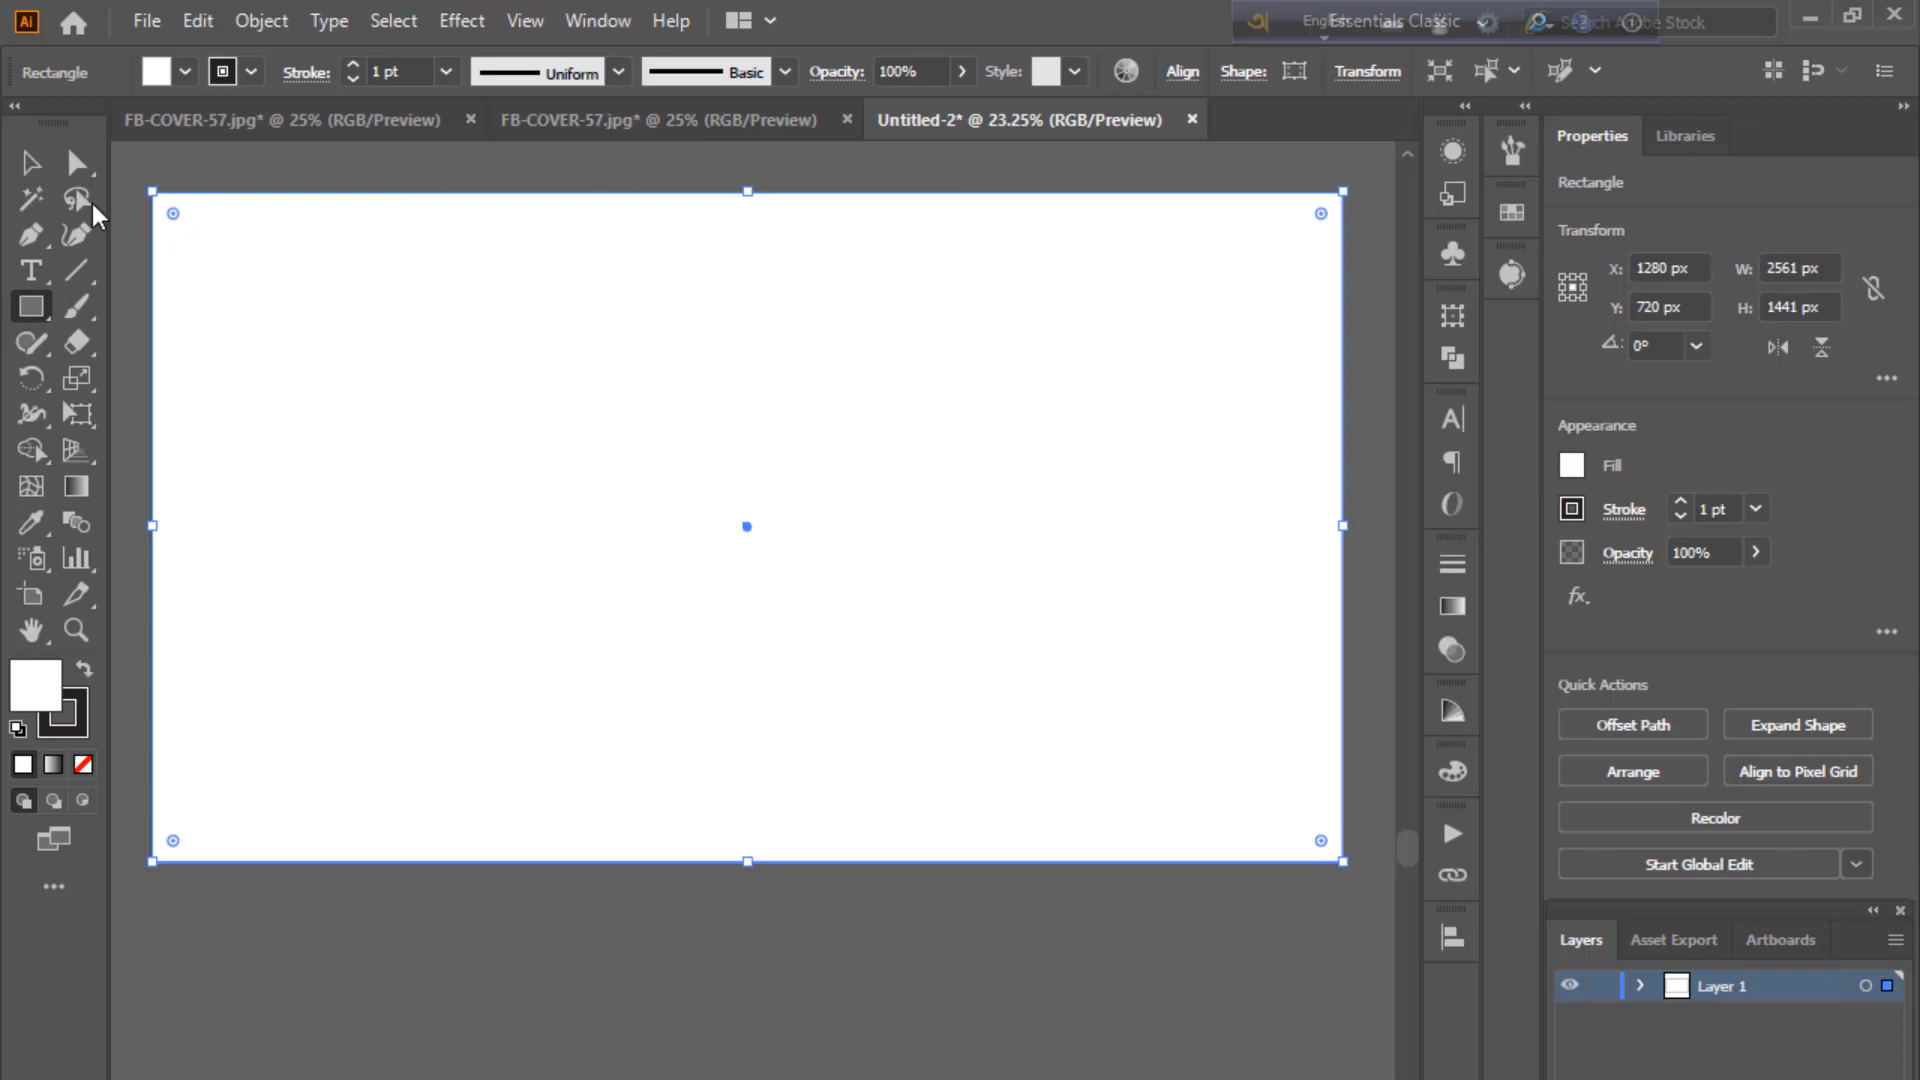 Ai File Edit Object Type Select Effect View Window Help Essentials Classic Search Adobe Stock
Rectangle Stroke: 1 pt Uniform Basic Opacity: 100% Style: Align Shape: Transform
FB-COVER-57.jpg* @ 25% (RGB/Preview) × FB-COVER-57.jpg* @ 25% (RGB/Preview) × Untitled-2* @ 23.25% (RGB/Preview) ×
Properties Libraries
Rectangle
Transform
X: 1280 px W: 2561 px
Y: 720 px H: 1441 px
0°
Appearance
Fill
Stroke 1 pt
Opacity 100%
fx.
Quick Actions
Offset Path Expand Shape
Arrange Align to Pixel Grid
Recolor
Start Global Edit
Layers Asset Export Artboards
Layer 1